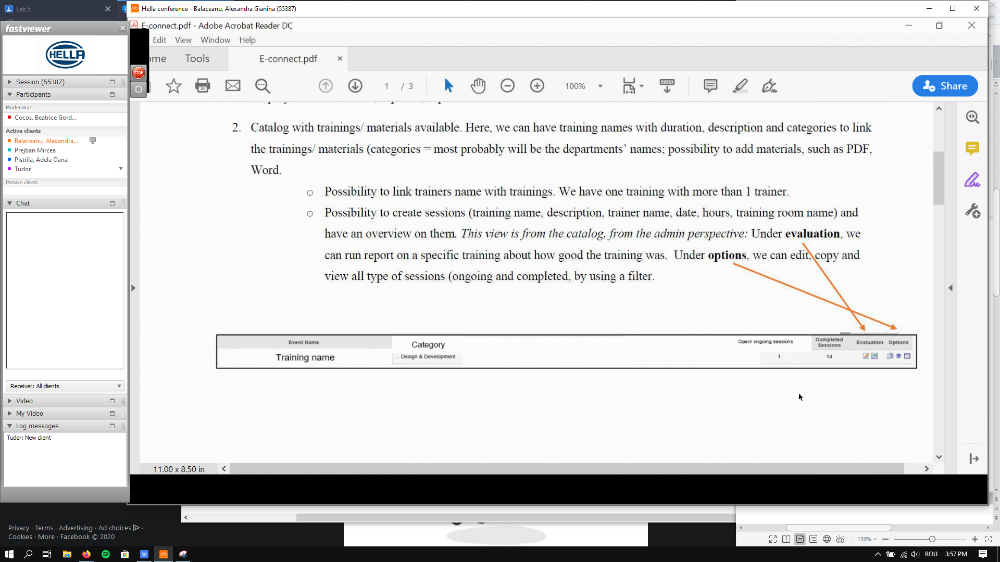 Lab 5
Hella conference - Balaceanu, Alexandra Gianina (55387)
fastviewer
HELLA
Session (55387)
Participants
Moderators
Cocos, Beatrice Gord...
Active clients
Balaceanu, Alexandra...
Prejban Mircea
Pistrila, Adela Oana
Tudor
Passive clients
Chat
Receiver: All clients
Video
My Video
Log messages
Tudor: New client
E-connect.pdf - Adobe Acrobat Reader DC
Edit View Window Help
ome Tools E-connect.pdf
STOP
1 / 3
100%
Share
2. Catalog with trainings/ materials available. Here, we can have training names with duration, description and categories to link
the trainings/ materials (categories = most probably will be the departments’ names; possibility to add materials, such as PDF,
Word.
o Possibility to link trainers name with trainings. We have one training with more than 1 trainer.
o Possibility to create sessions (training name, description, trainer name, date, hours, training room name) and
have an overview on them. This view is from the catalog, from the admin perspective: Under evaluation, we
can run report on a specific training about how good the training was. Under options, we can edit, copy and
view all type of sessions (ongoing and completed, by using a filter.
Event Name Category Open/ ongoing sessions Completed Sessions Evaluation Options
Training name ... Design & Development 1 14
11.00 x 8.50 in
Privacy · Terms · Advertising · Ad choices ·
Cookies · More · Facebook © 2020
130%
ROU 3:57 PM